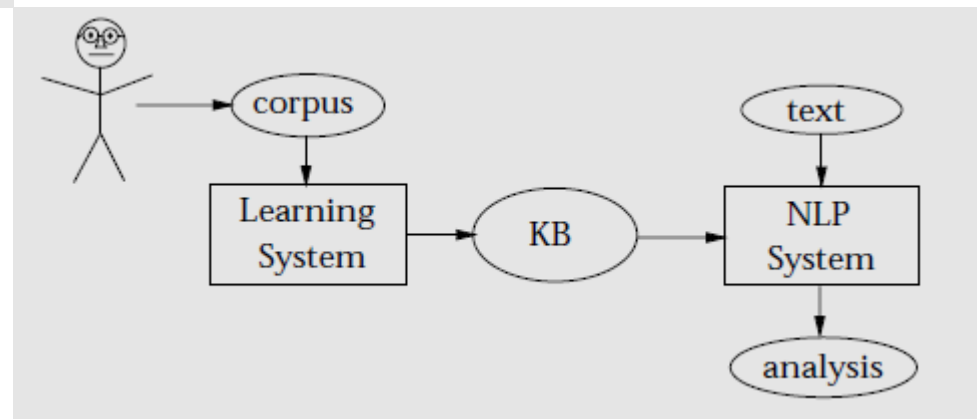 corpus
text
Learning
System
KB
NLP
System
analysis